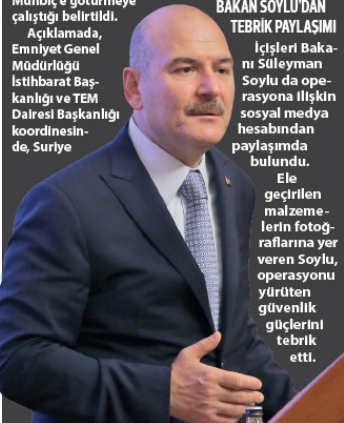 Münbiç'e götürmeye
çalıştığı belirtildi.
Açıklamada,
Emniyet Genel
Müdürlüğü
İstihbarat Baş-
kanlığı ve TEM
Dairesi Başkanlığı
koordinesin-
de, Suriye
BAKAN SOYLU'DAN
TEBRİK PAYLAŞIMI
İçişleri Baka-
nı Süleyman
Soylu da ope-
rasyona ilişkin
sosyal medya
hesabından
paylaşımda
bulundu.
Ele
geçirilen
malzeme-
lerin fotoğ-
raflarına yer
veren Soylu,
operasyonu
yürüten
güvenlik
güçlerini
tebrik
etti.